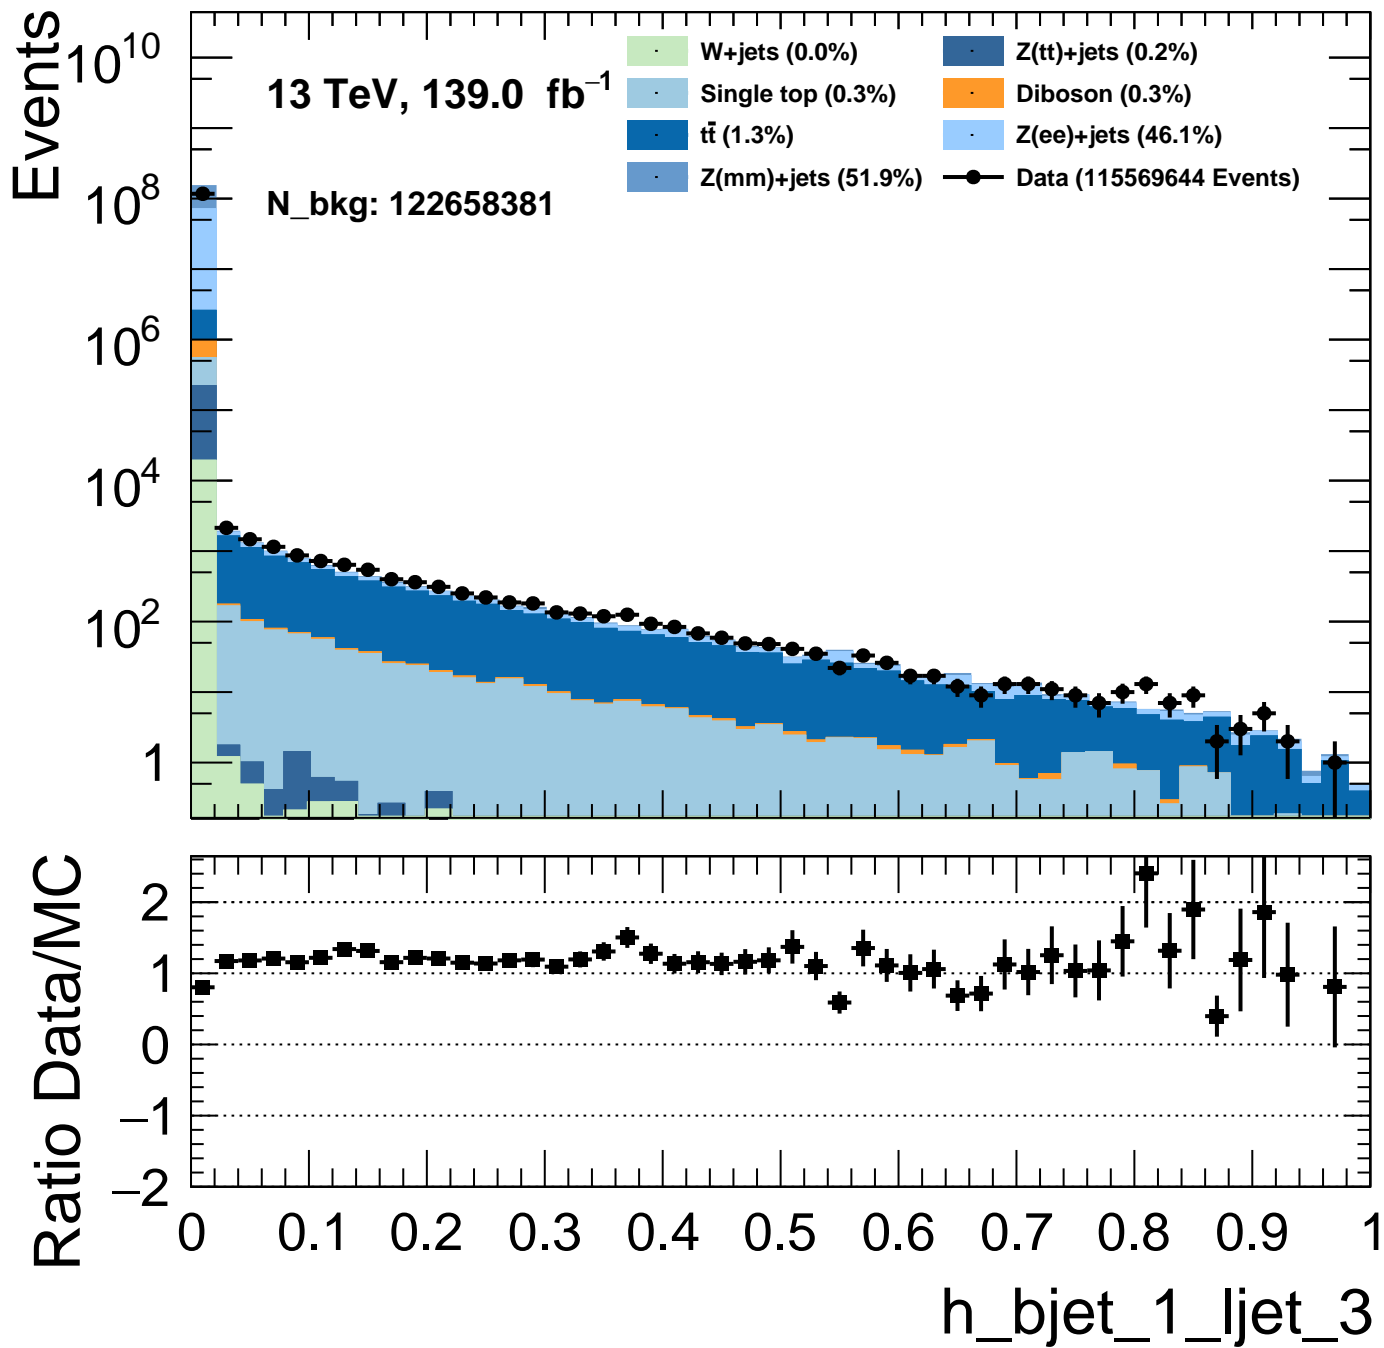 Events
10^10
10^8
10^6
10^4
10^2
1
13 TeV, 139.0 fb^−1
N_bkg: 122658381
W+jets (0.0%)
Single top (0.3%)
tt̄ (1.3%)
Z(mm)+jets (51.9%)
Z(tt)+jets (0.2%)
Diboson (0.3%)
Z(ee)+jets (46.1%)
Data (115569644 Events)
Ratio Data/MC
2
1
0
−1
−2
0 0.1 0.2 0.3 0.4 0.5 0.6 0.7 0.8 0.9 1
h_bjet_1_ljet_3